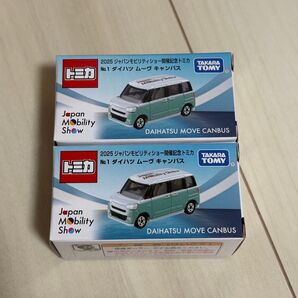 トミカ
2025 ジャパンモビリティショー開催記念トミカ
No.1 ダイハツ ムーヴ キャンバス
TAKARA TOMY
Japan Mobility Show
DAIHATSU MOVE CANBUS
トミカ
2025 ジャパンモビリティショー開催記念トミカ
No.1 ダイハツ ムーヴ キャンバス
TAKARA TOMY
Japan Mobility Show
DAIHATSU MOVE CANBUS